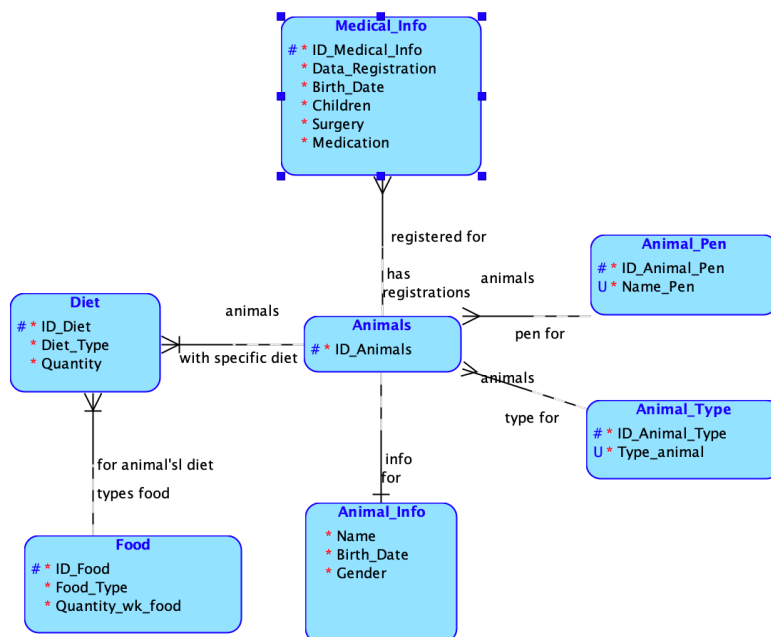 Medical_Info
# * ID_Medical_Info
* Data_Registration
* Birth_Date
* Children
* Surgery
* Medication
registered for
has
registrations
Animal_Pen
# * ID_Animal_Pen
U * Name_Pen
animals
pen for
Diet
# * ID_Diet
* Diet_Type
* Quantity
animals
with specific diet
Animals
# * ID_Animals
animals
type for
Animal_Type
# * ID_Animal_Type
U * Type_animal
for animal'sl diet
types food
info
for
Food
# * ID_Food
* Food_Type
* Quantity_wk_food
Animal_Info
* Name
* Birth_Date
* Gender